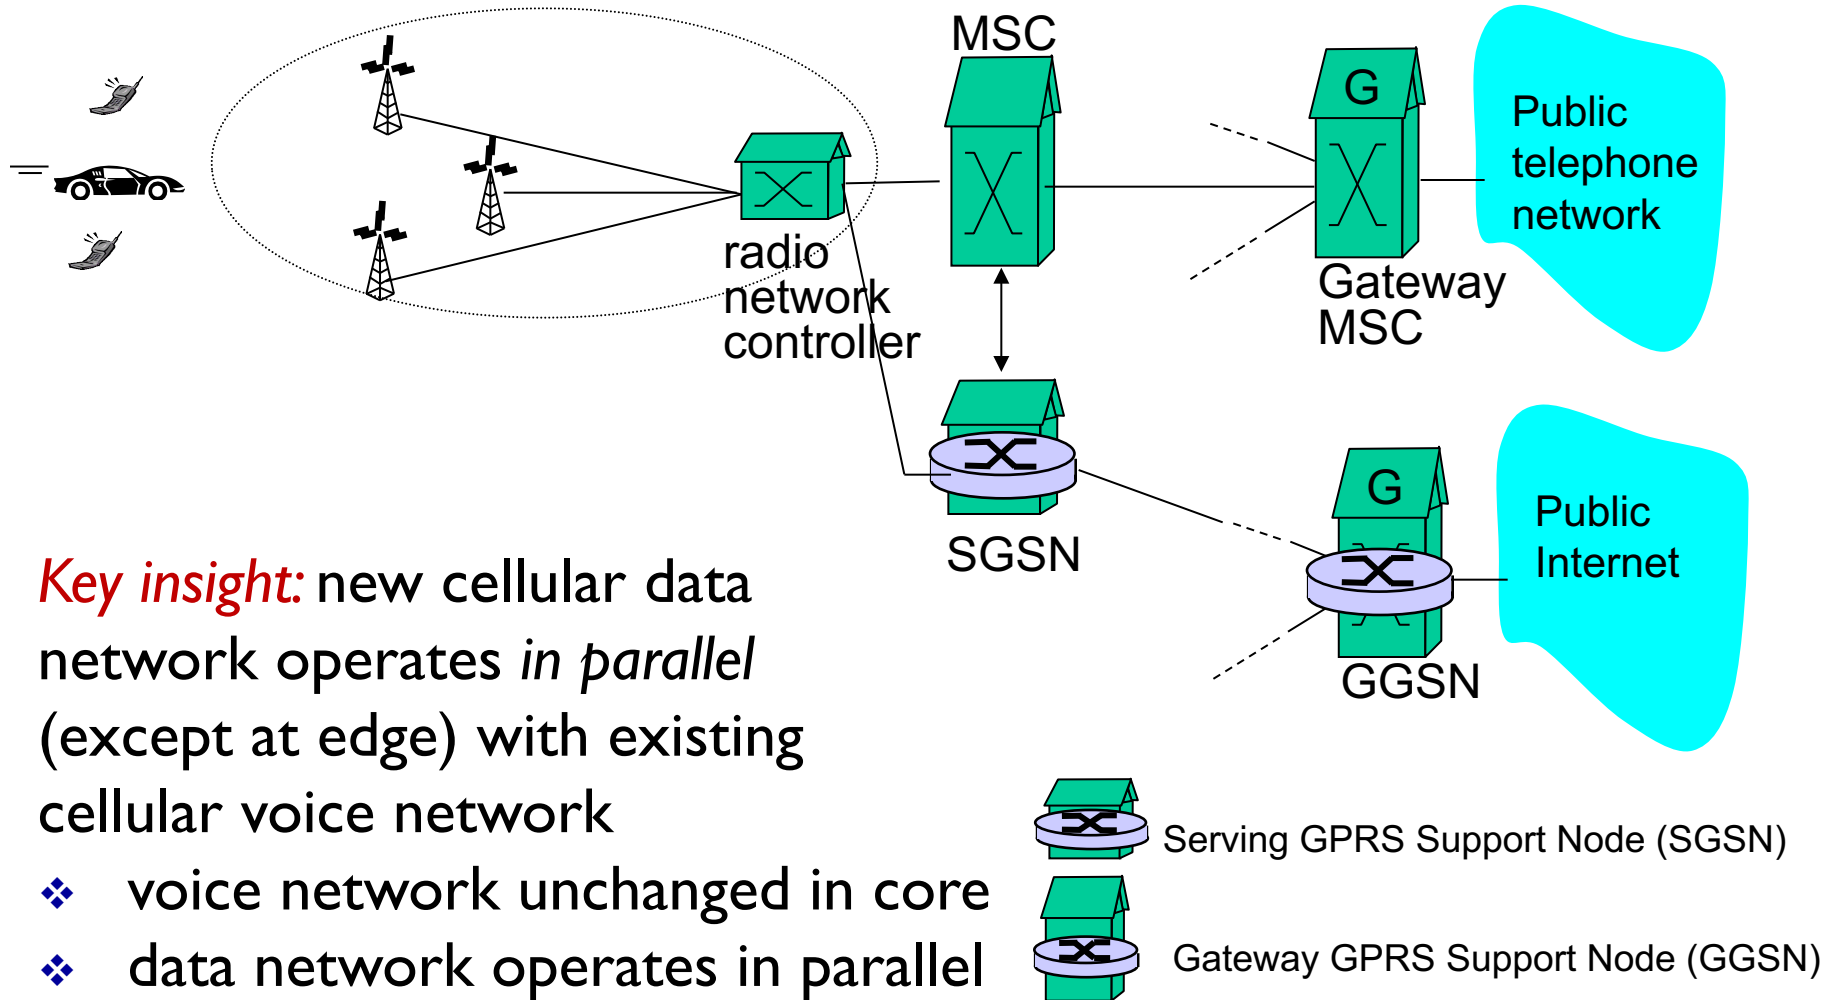 MSC
G
Public
telephone
network
radio
network
controller
Gateway
MSC
SGSN
G
GGSN
Public
Internet
Key insight: new cellular data
network operates in parallel
(except at edge) with existing
cellular voice network
❖ voice network unchanged in core
❖ data network operates in parallel
Serving GPRS Support Node (SGSN)
Gateway GPRS Support Node (GGSN)